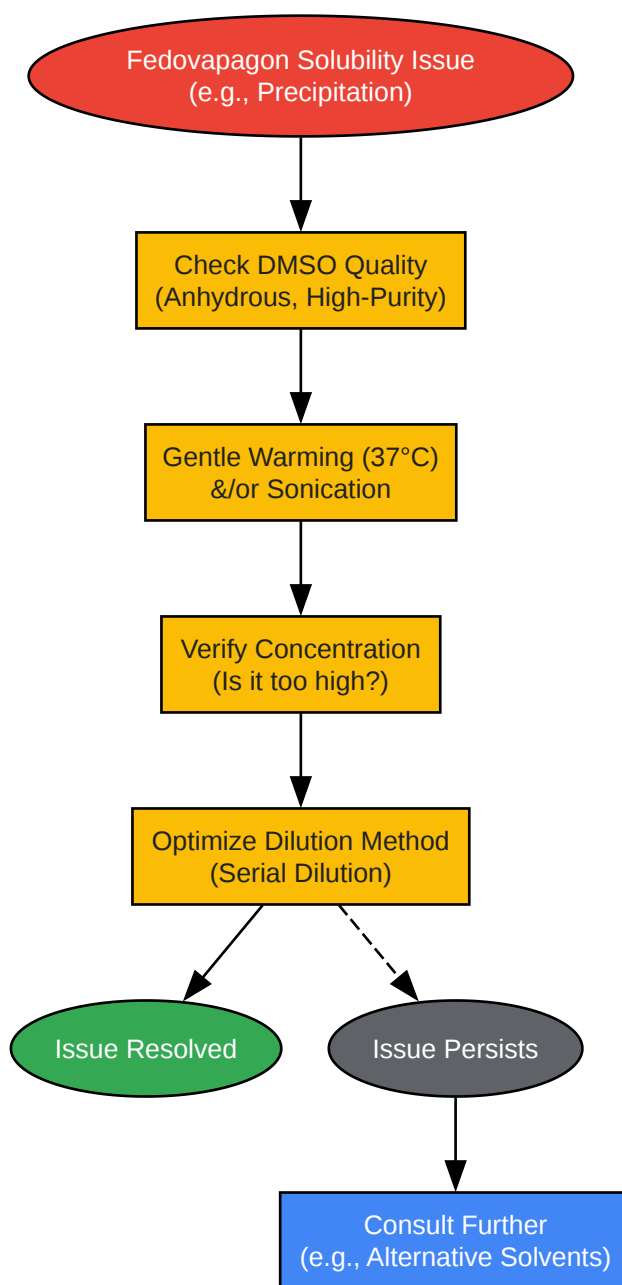 Fedovapagon Solubility Issue
(e.g., Precipitation)
Check DMSO Quality
(Anhydrous, High-Purity)
Gentle Warming (37°C)
&/or Sonication
Verify Concentration
(Is it too high?)
Optimize Dilution Method
(Serial Dilution)
Issue Resolved
Issue Persists
Consult Further
(e.g., Alternative Solvents)